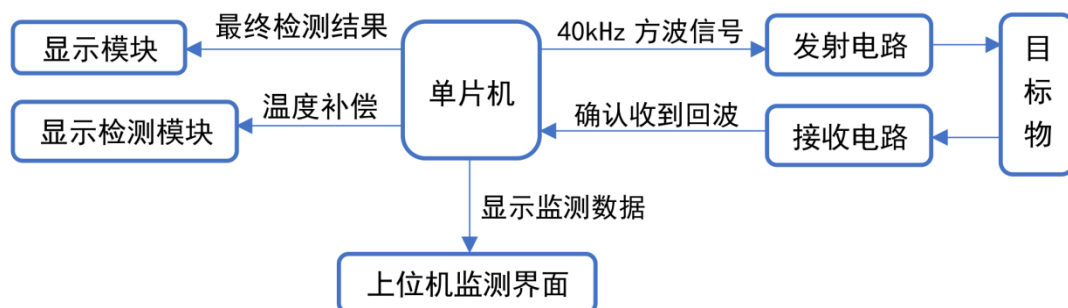 最终检测结果
40kHz 方波信号
显示模块
发射电路
单片机
目标物
温度补偿
确认收到回波
显示检测模块
接收电路
显示监测数据
上位机监测界面